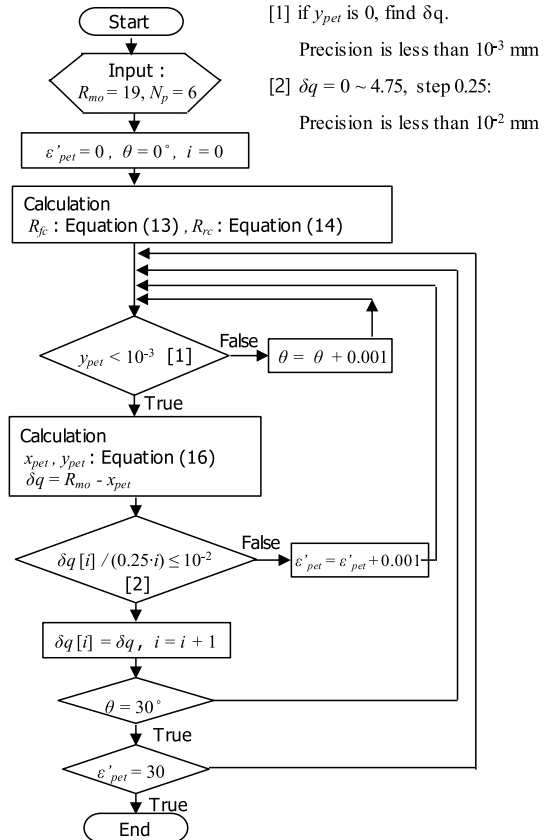 Start
[1] if y_pet is 0, find δq.
Precision is less than 10⁻³ mm
[2] δq = 0 ~ 4.75, step 0.25:
Precision is less than 10⁻² mm
Input :
R_mo = 19, N_p = 6
ε'_pet = 0 , θ = 0°, i = 0
Calculation
R_fc : Equation (13) , R_rc : Equation (14)
y_pet < 10⁻³ [1]
False
θ = θ + 0.001
True
Calculation
x_pet , y_pet : Equation (16)
δq = R_mo - x_pet
δq [i] / (0.25·i) ≤ 10⁻²
[2]
False
ε'_pet = ε'_pet + 0.001
δq [i] = δq , i = i + 1
θ = 30°
True
ε'_pet = 30
True
End